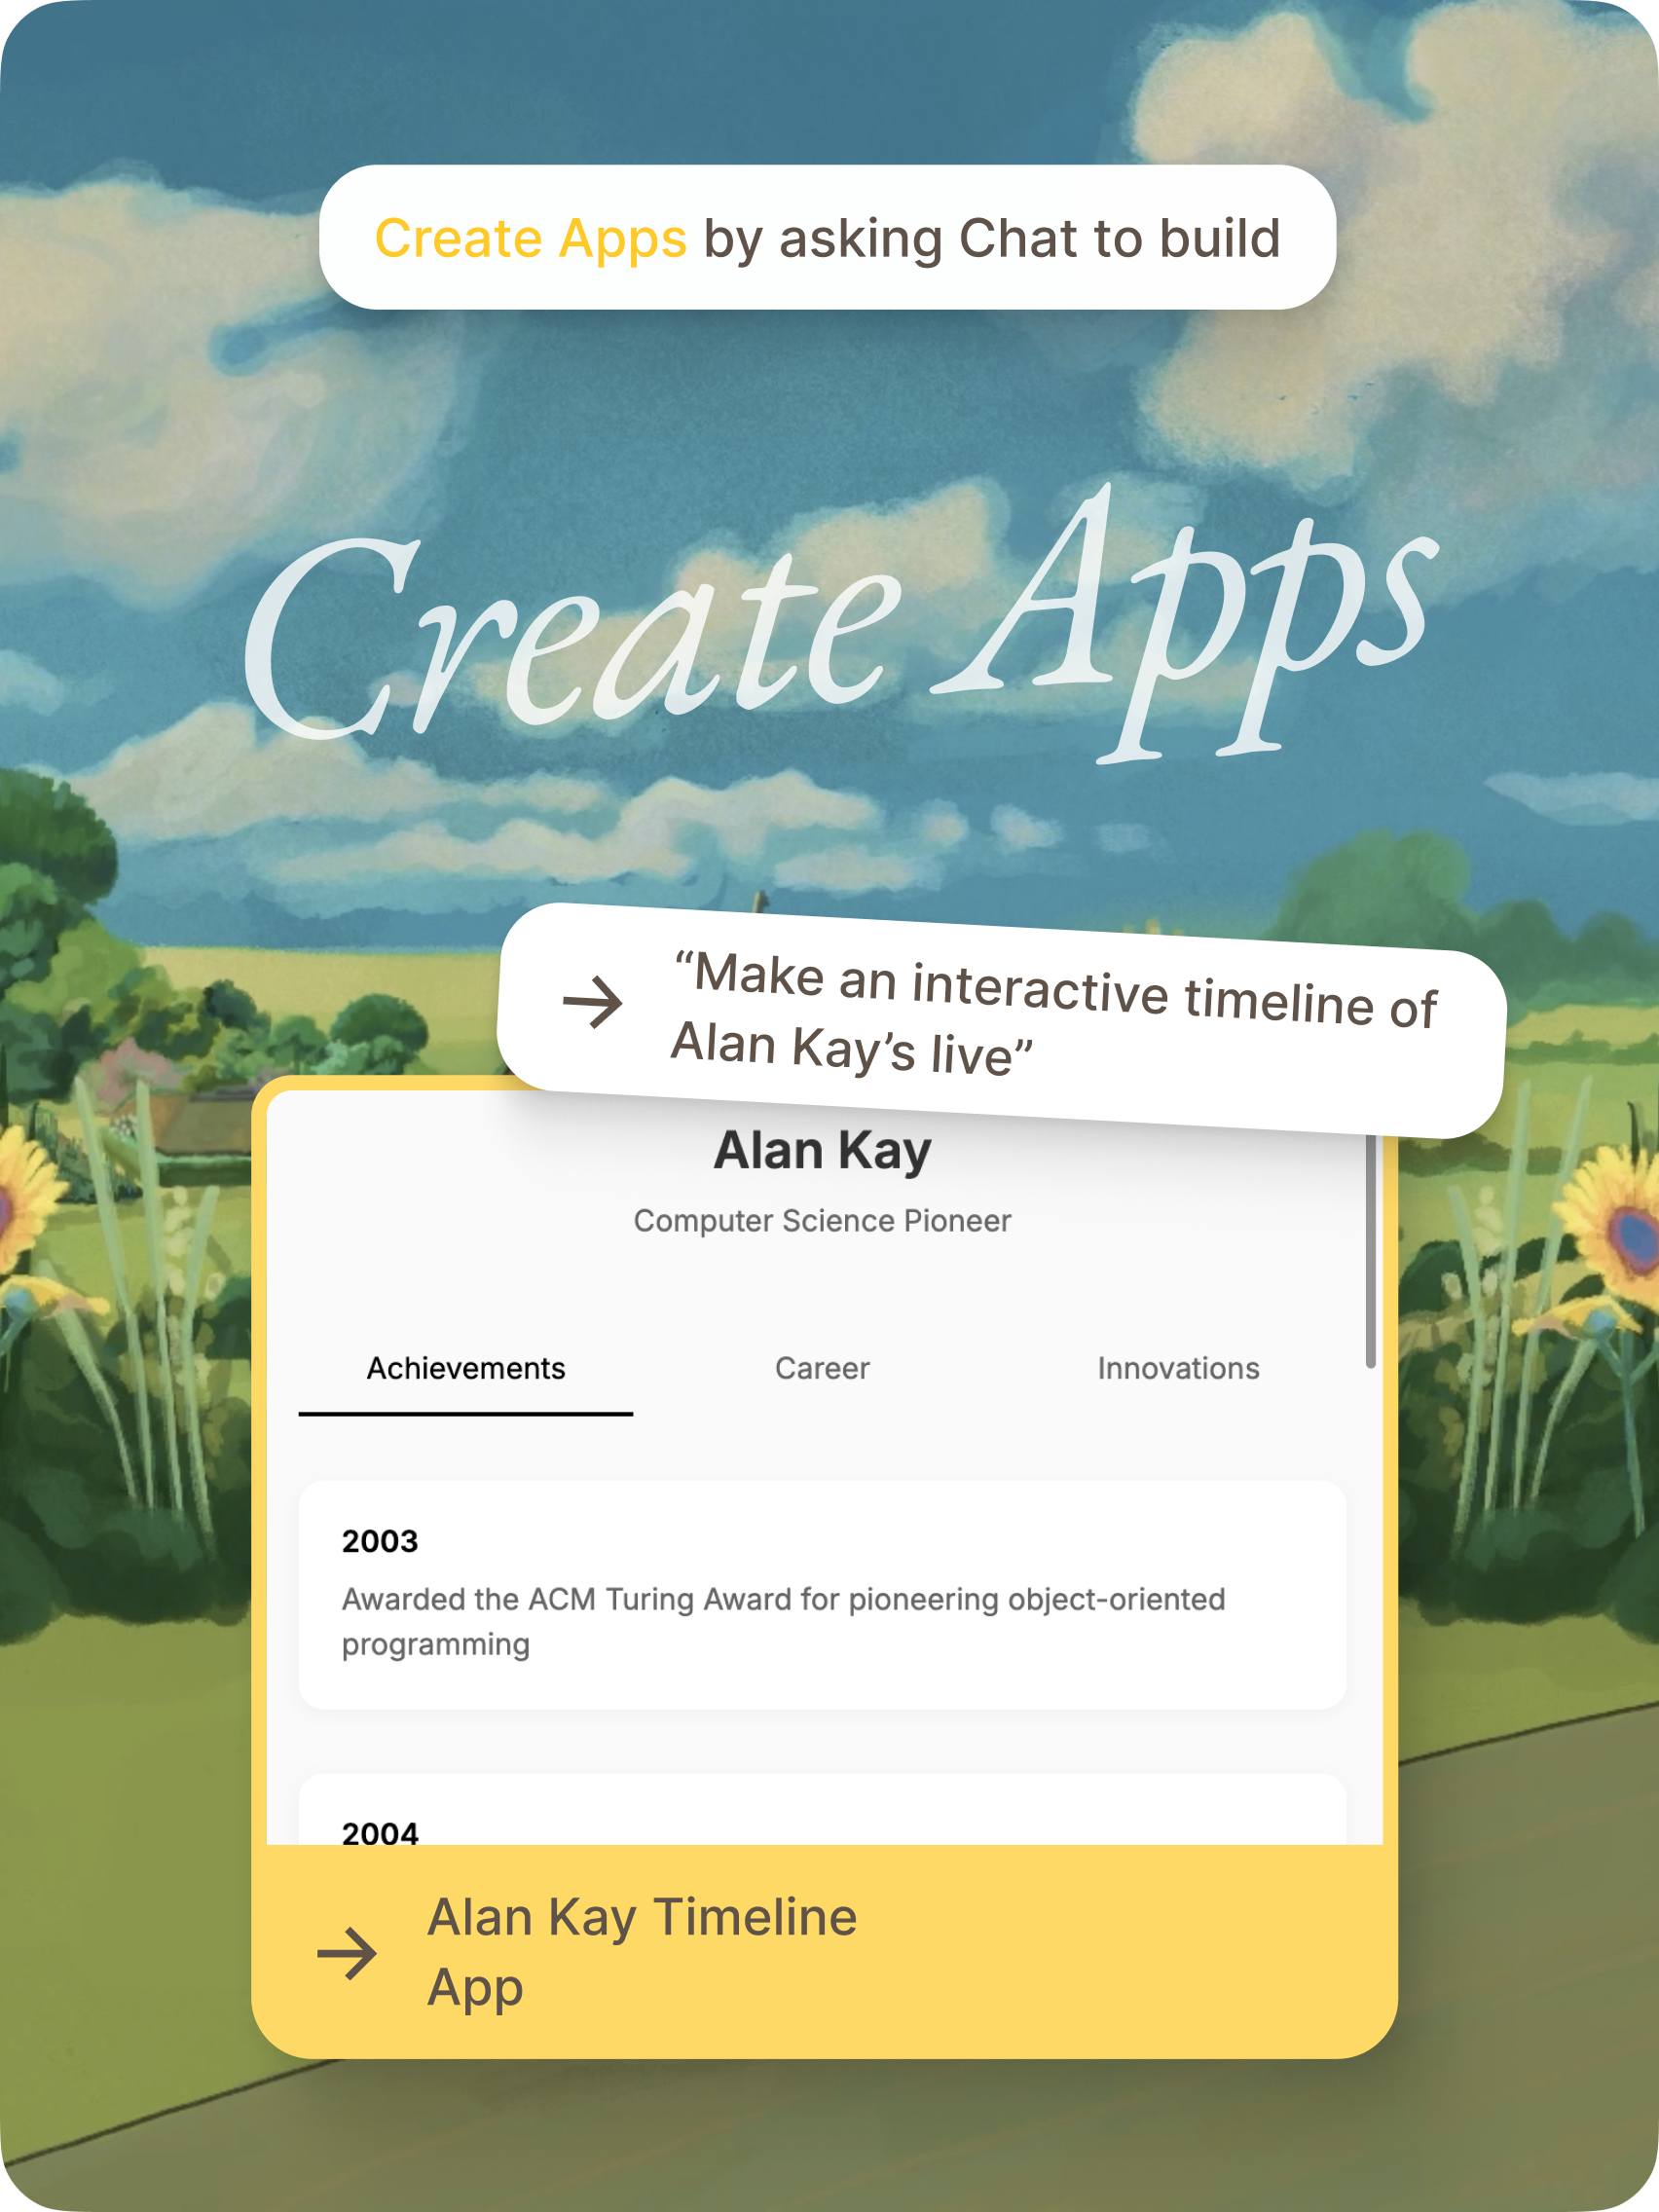 Create Apps by asking Chat to build
Create Apps
“Make an interactive timeline of
Alan Kay’s live”
Alan Kay
Computer Science Pioneer
Achievements
Career
Innovations
2003
Awarded the ACM Turing Award for pioneering object-oriented
programming
2004
Alan Kay Timeline
App